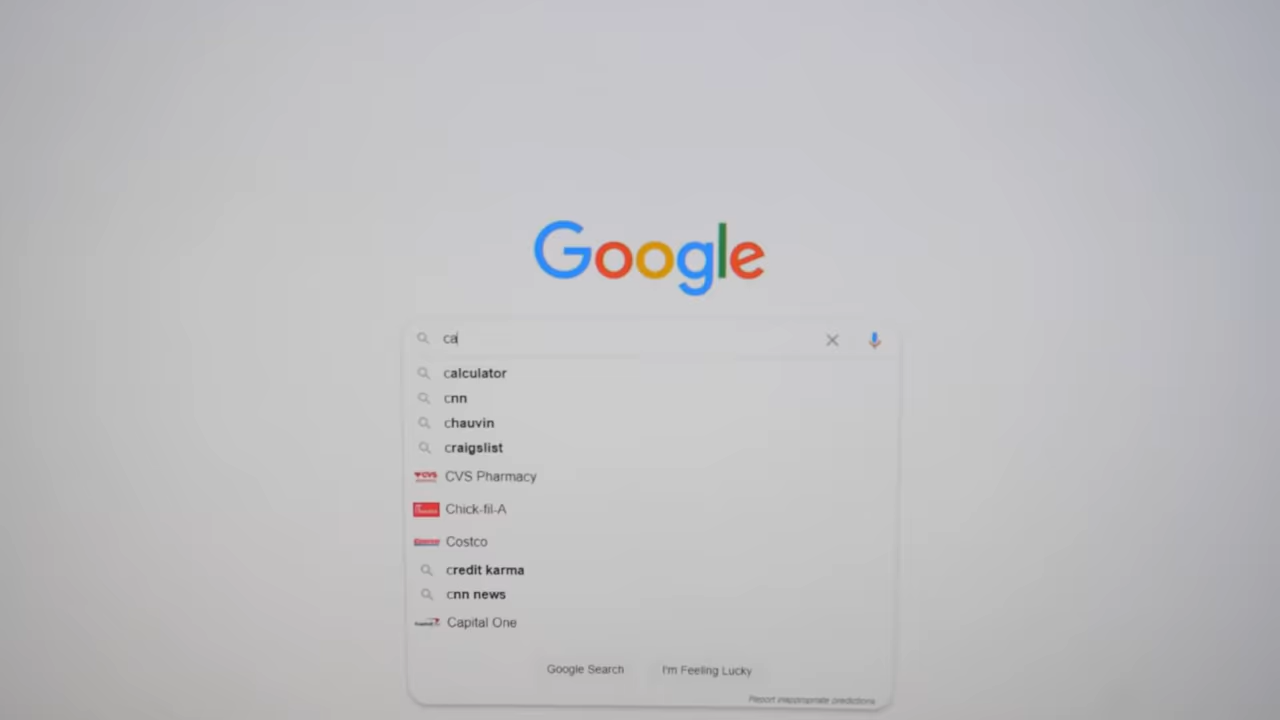 Google
ca
calculator
cnn
chauvin
craigslist
CVS Pharmacy
Chick-fil-A
Costco
credit karma
cnn news
Capital One
Google Search
I'm Feeling Lucky
Report inappropriate predictions